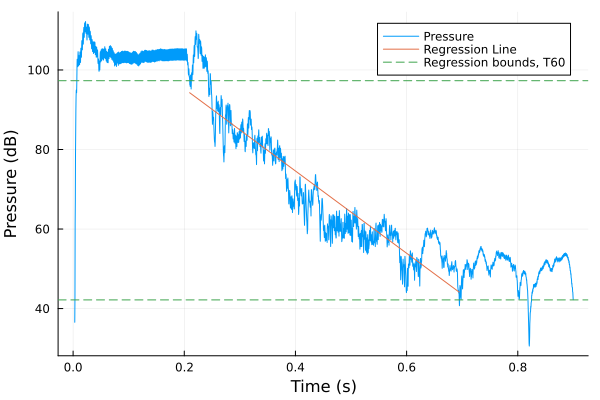 Pressure
Regression Line
Regression bounds, T60
Pressure (dB)
100
80
60
40
0.0 0.2 0.4 0.6 0.8
Time (s)